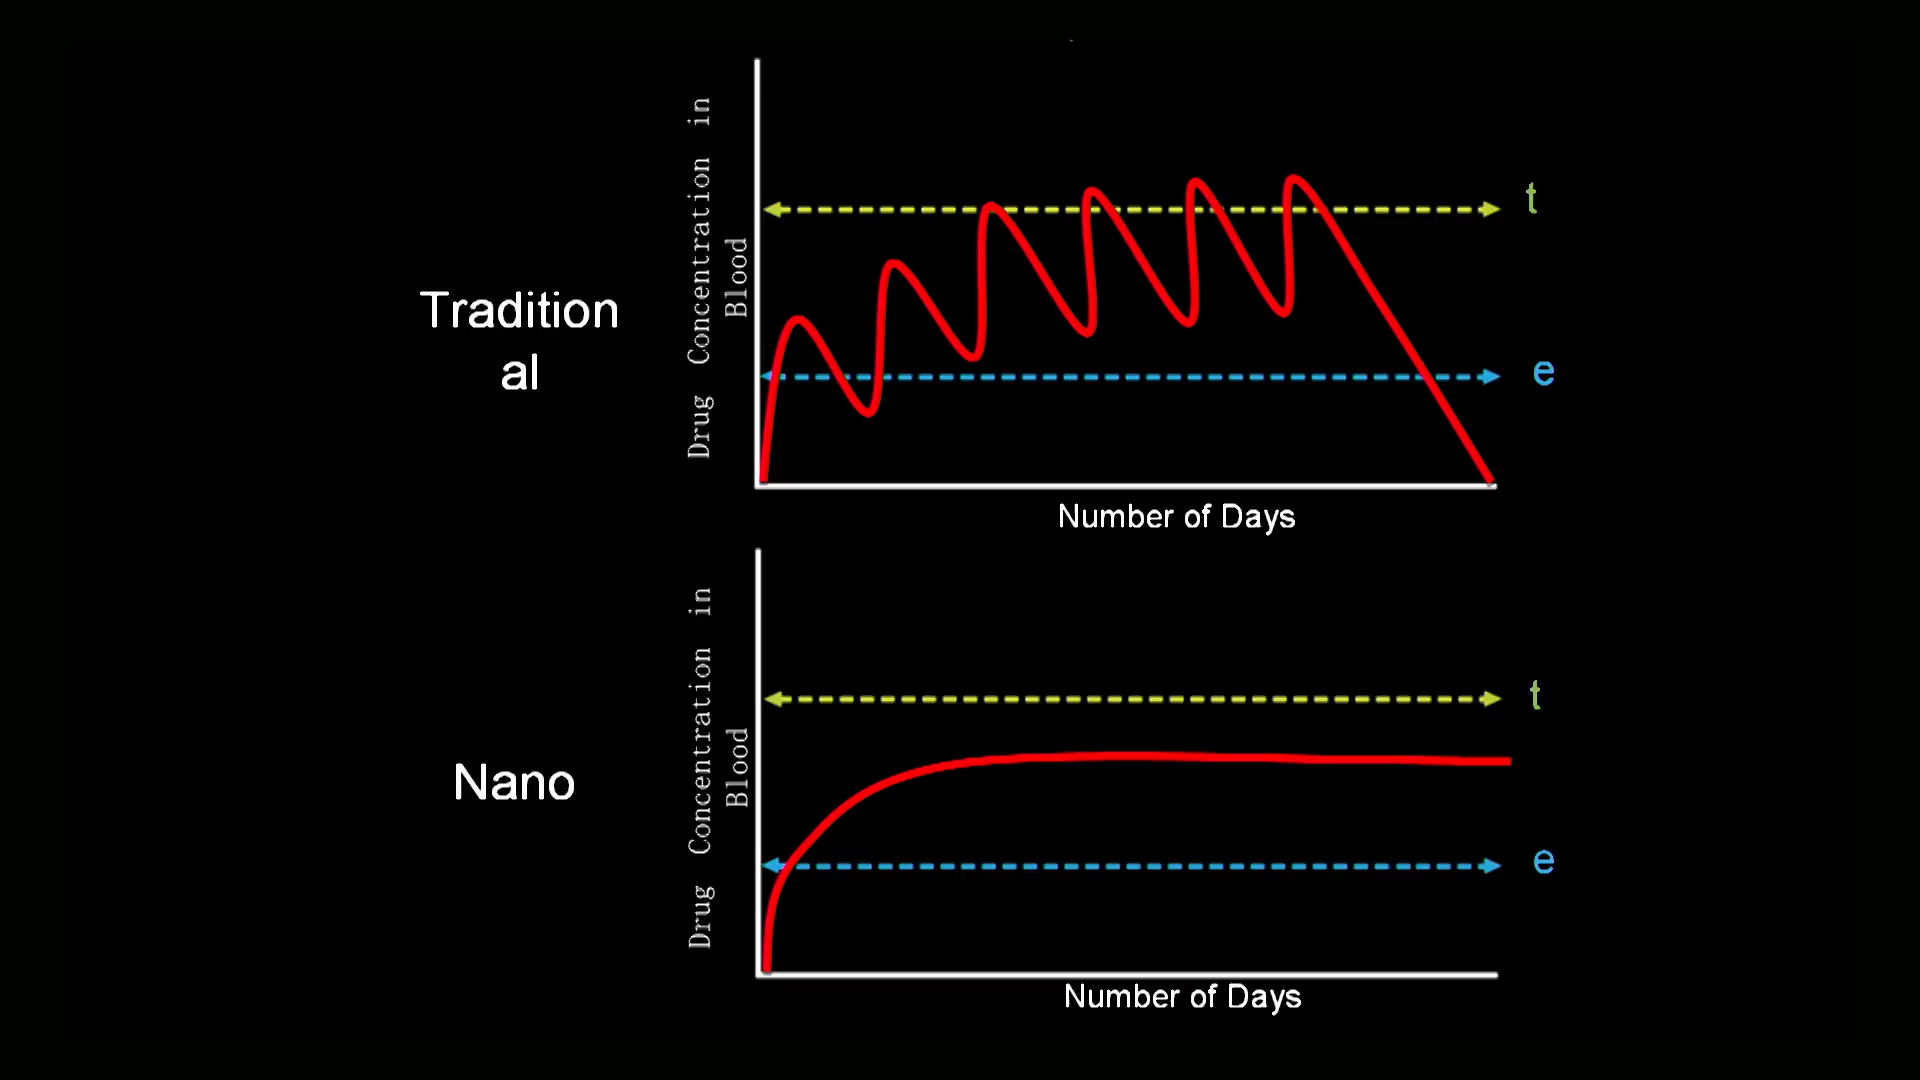 Drug Concentration in
Blood
t
Tradition
al
e
Number of Days
Drug Concentration in
Blood
t
Nano
e
Number of Days